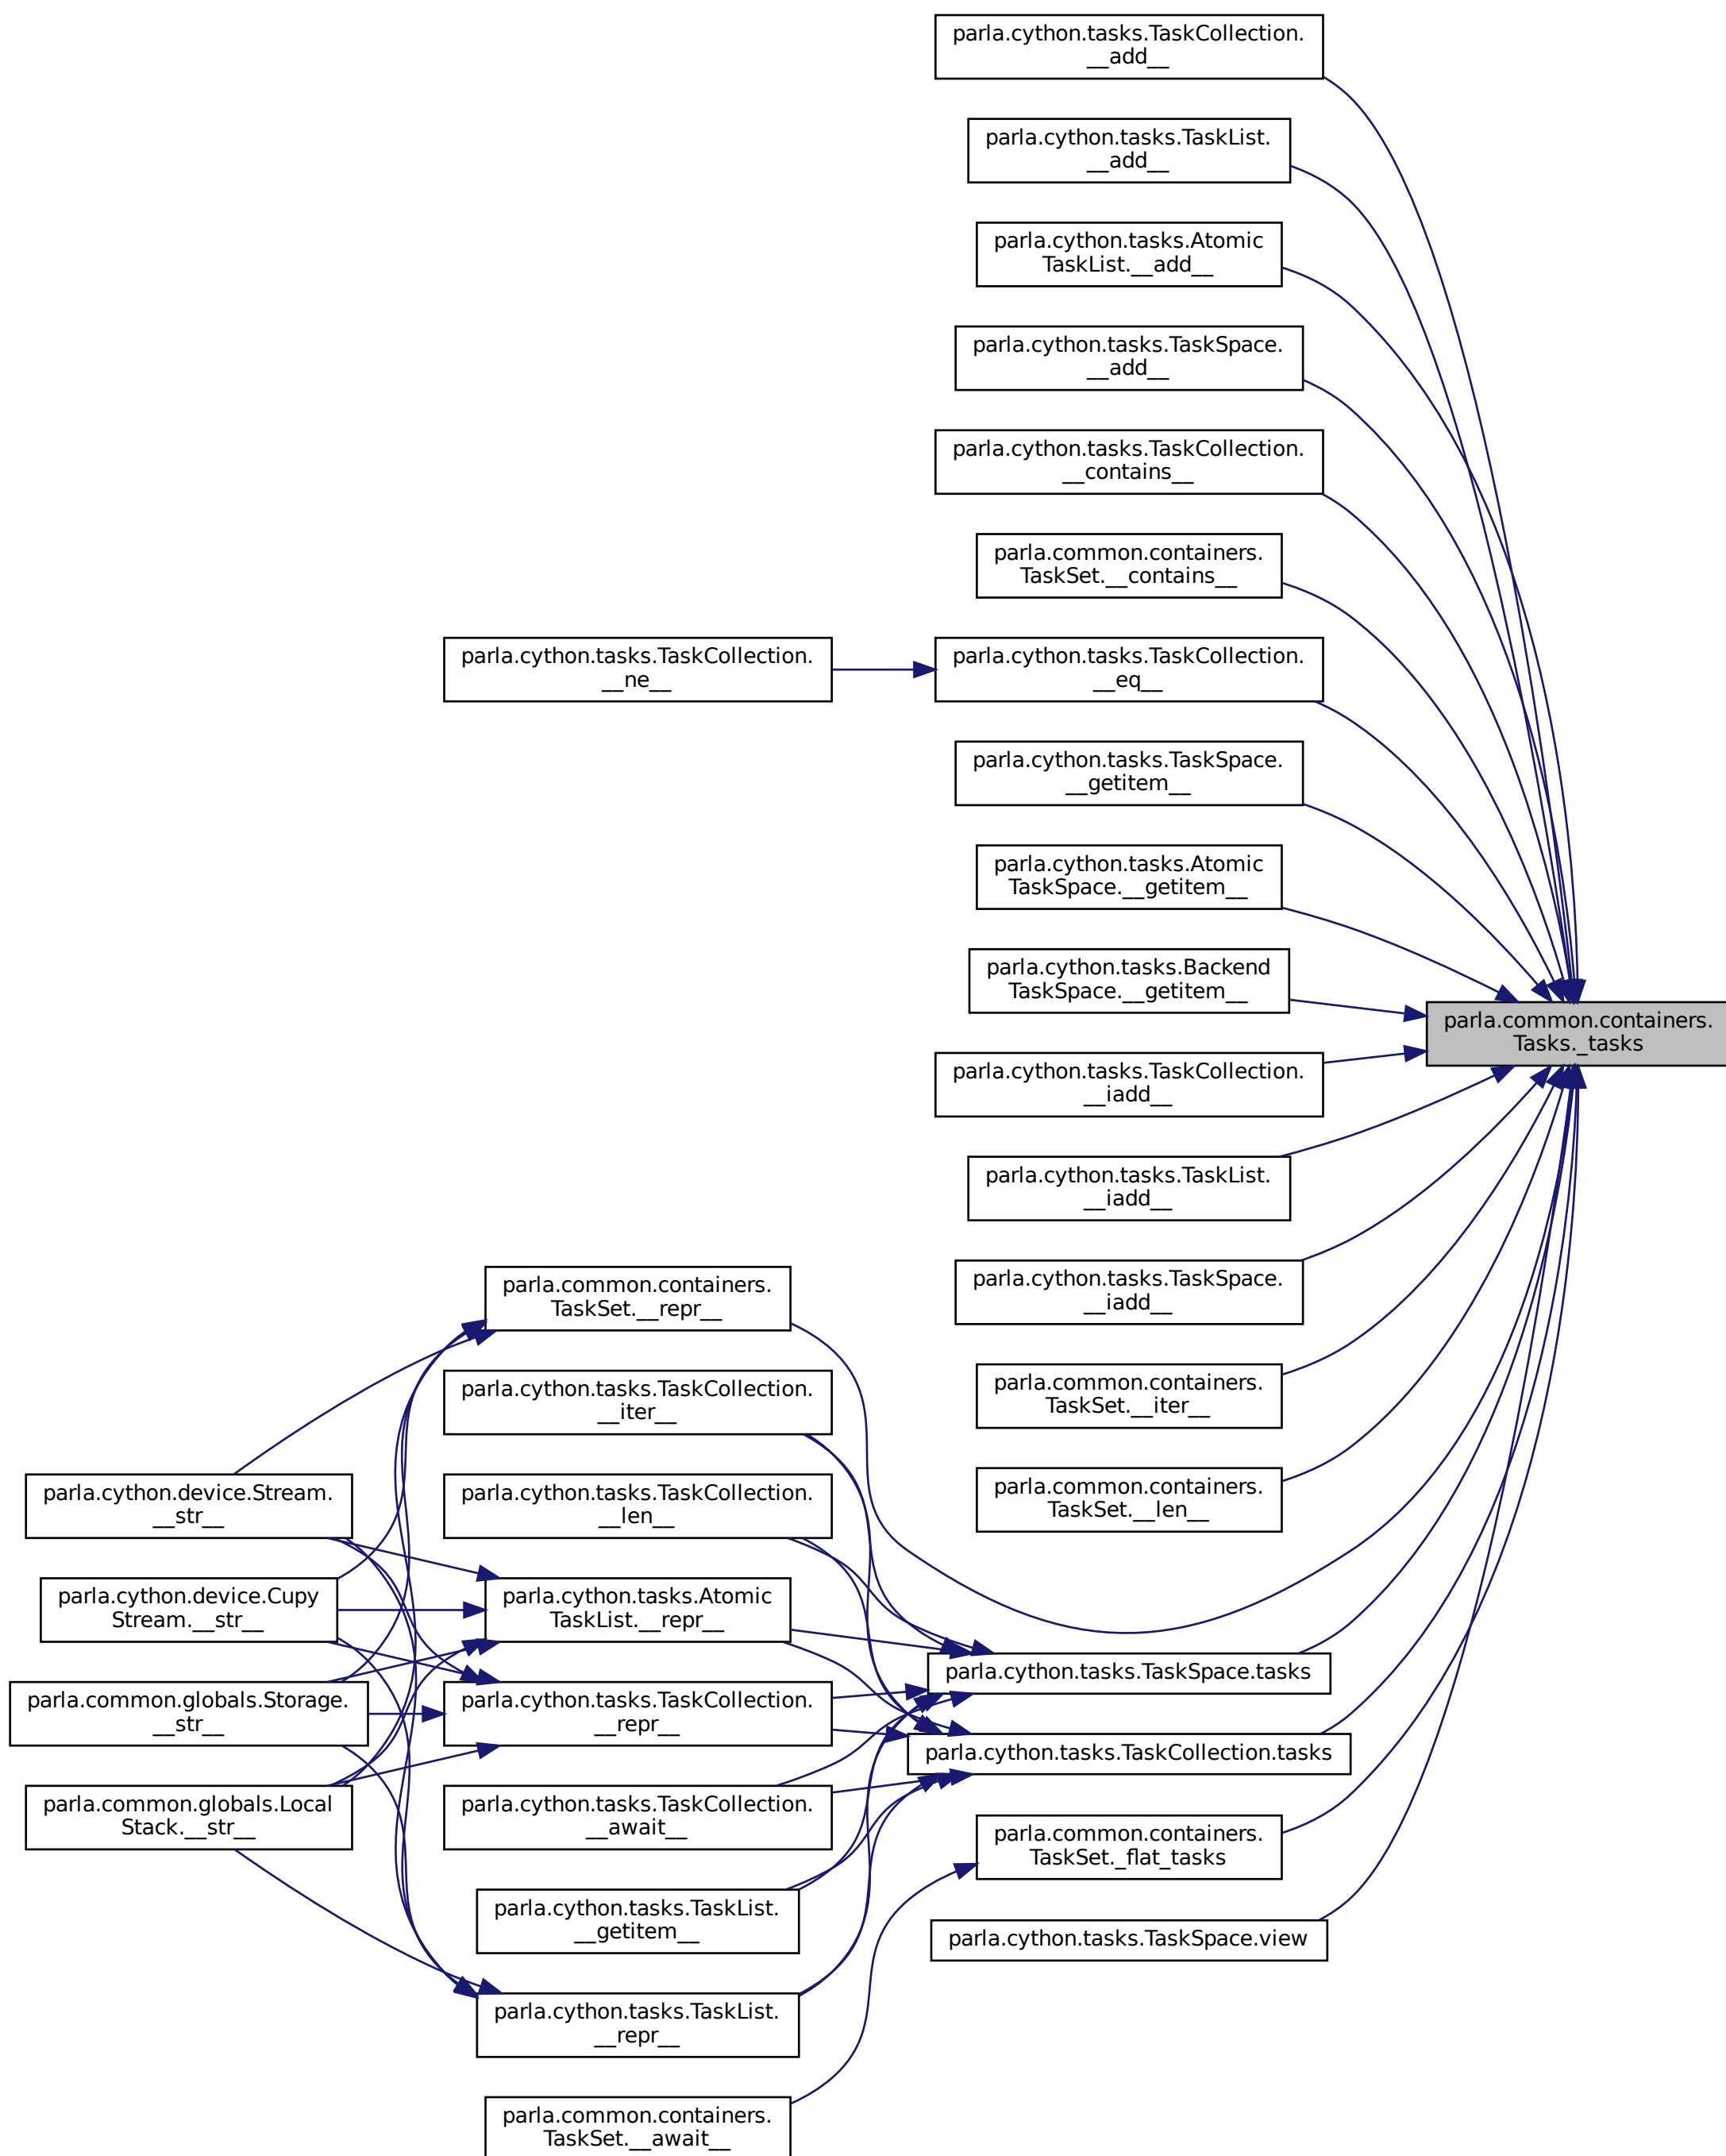 parla.cython.tasks.TaskCollection.
__add__
parla.cython.tasks.TaskList.
__add__
parla.cython.tasks.Atomic
TaskList.__add__
parla.cython.tasks.TaskSpace.
__add__
parla.cython.tasks.TaskCollection.
__contains__
parla.common.containers.
TaskSet.__contains__
parla.cython.tasks.TaskCollection.
__ne__
parla.cython.tasks.TaskCollection.
__eq__
parla.cython.tasks.TaskSpace.
__getitem__
parla.cython.tasks.Atomic
TaskSpace.__getitem__
parla.cython.tasks.Backend
TaskSpace.__getitem__
parla.common.containers.
Tasks._tasks
parla.cython.tasks.TaskCollection.
__iadd__
parla.cython.tasks.TaskList.
__iadd__
parla.cython.tasks.TaskSpace.
__iadd__
parla.common.containers.
TaskSet.__repr__
parla.common.containers.
TaskSet.__iter__
parla.cython.tasks.TaskCollection.
__iter__
parla.common.containers.
TaskSet.__len__
parla.cython.tasks.TaskCollection.
__len__
parla.cython.device.Stream.
__str__
parla.cython.device.Cupy
Stream.__str__
parla.cython.tasks.Atomic
TaskList.__repr__
parla.cython.tasks.TaskSpace.tasks
parla.common.globals.Storage.
__str__
parla.cython.tasks.TaskCollection.
__repr__
parla.cython.tasks.TaskCollection.tasks
parla.common.globals.Local
Stack.__str__
parla.cython.tasks.TaskCollection.
__await__
parla.common.containers.
TaskSet._flat_tasks
parla.cython.tasks.TaskList.
__getitem__
parla.cython.tasks.TaskSpace.view
parla.cython.tasks.TaskList.
__repr__
parla.common.containers.
TaskSet.__await__